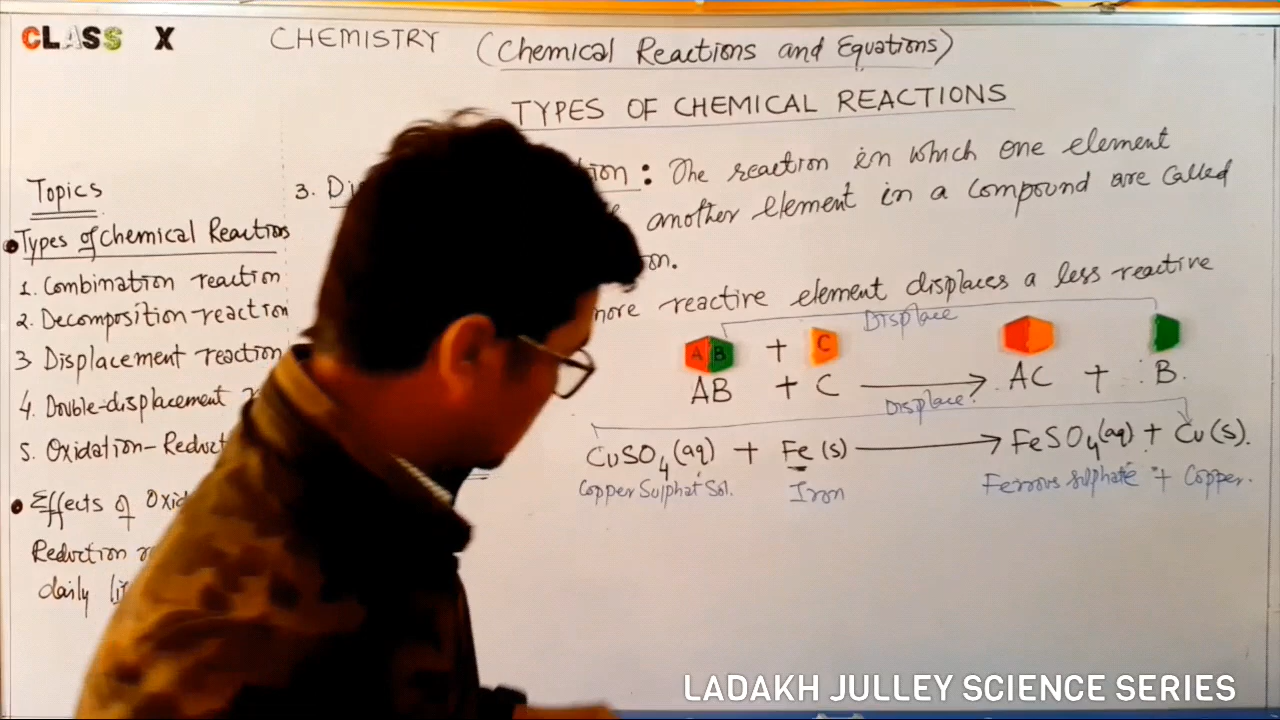 CLASS X
CHEMISTRY (Chemical Reactions and Equations)
TYPES OF CHEMICAL REACTIONS
Topics
• Types of Chemical Reactions
1. Combination reaction
2. Decomposition reaction
3 Displacement reaction
4. Double-displacement
5. Oxidation-Reduct
• Effects of Oxid
Reduction
daily
3. Di
tion : The reaction in which one element
another element in a compound are called
on.
more reactive element displaces a less reactive
Displace
A B + C
AB + C → AC + B.
Displace.
CuSO4(aq) + Fe(s) → FeSO4(aq) + Cu(s).
Copper Sulphat Sol. Iron Ferrous Sulphate + Copper.
LADAKH JULLEY SCIENCE SERIES